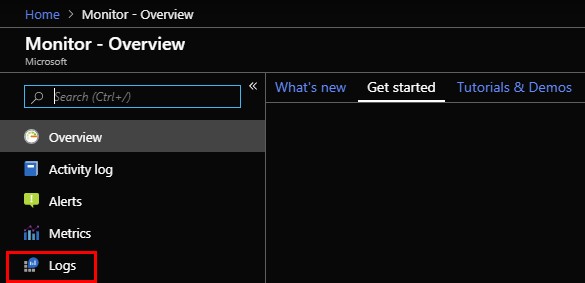 Home > Monitor - Overview
Monitor - Overview
Microsoft
Search (Ctrl+/)
«
What's new Get started Tutorials & Demos
Overview
Activity log
Alerts
Metrics
Logs